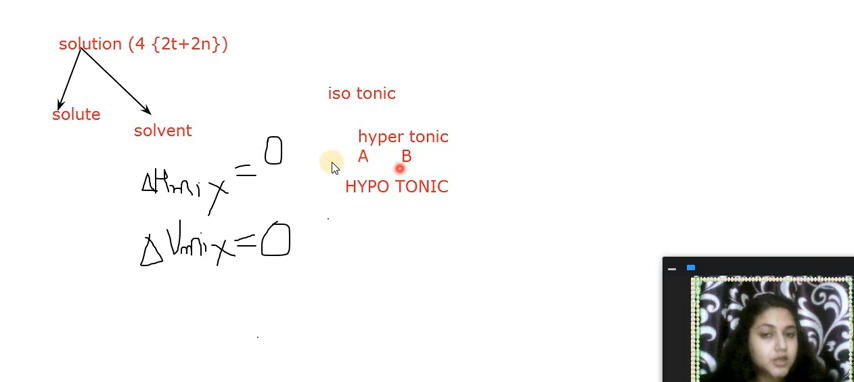 solution (4 {2t+2n})
solute
solvent
ΔHmix = 0
ΔVmix = 0
iso tonic
hyper tonic
A B
HYPO TONIC